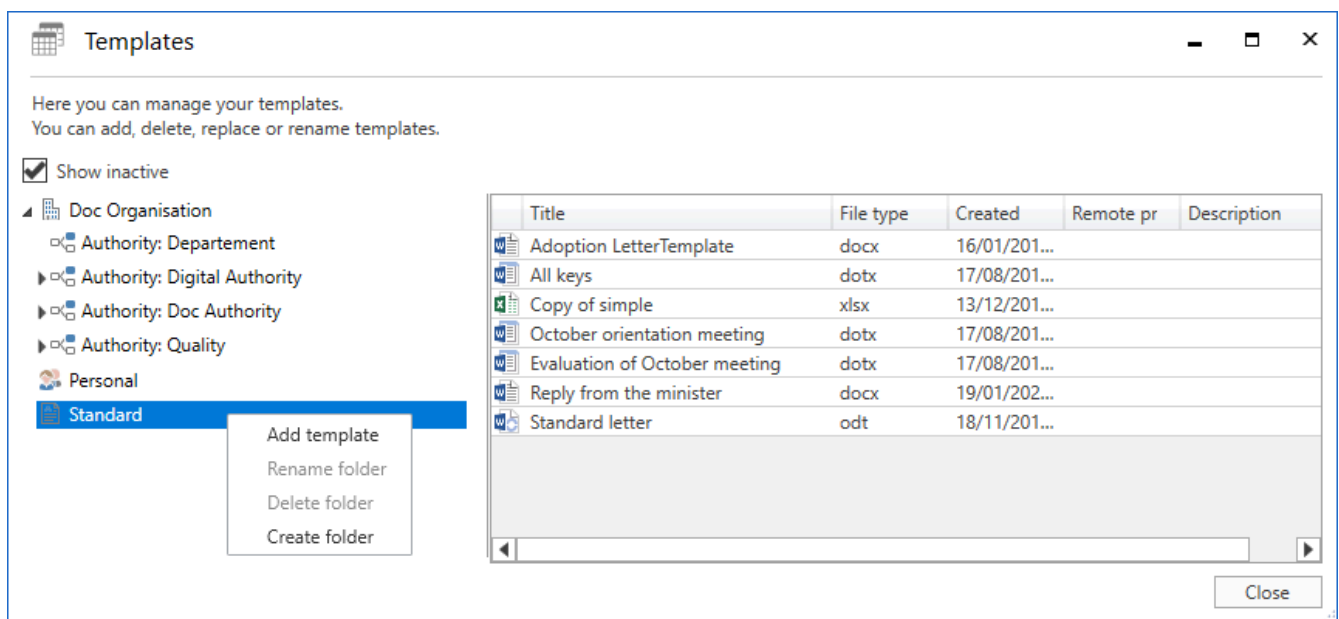 Templates
Here you can manage your templates.
You can add, delete, replace or rename templates.
Show inactive
Doc Organisation
Authority: Departement
Authority: Digital Authority
Authority: Doc Authority
Authority: Quality
Personal
Standard
Add template
Rename folder
Delete folder
Create folder
Title File type Created Remote pr Description
Adoption LetterTemplate docx 16/01/201...
All keys dotx 17/08/201...
Copy of simple xlsx 13/12/201...
October orientation meeting dotx 17/08/201...
Evaluation of October meeting dotx 17/08/201...
Reply from the minister docx 19/01/202...
Standard letter odt 18/11/201...
Close